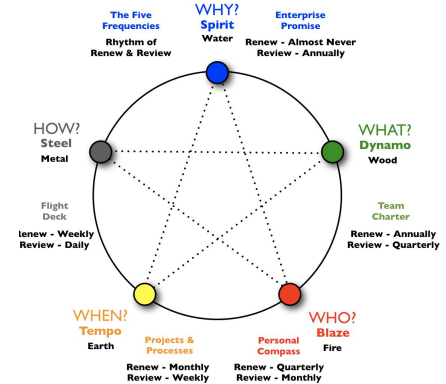 The Five
Frequencies
Rhythm of
Renew & Review
WHY?
Spirit
Water
Enterprise
Promise
Renew - Almost Never
Review - Annually
HOW?
Steel
Metal
WHAT?
Dynamo
Wood
Flight
Deck
Renew - Weekly
Review - Daily
Team
Charter
Renew - Annually
Review - Quarterly
WHEN?
Tempo
Earth
Projects &
Processes
Renew - Monthly
Review - Weekly
Personal
Compass
Renew - Quarterly
Review - Monthly
WHO?
Blaze
Fire